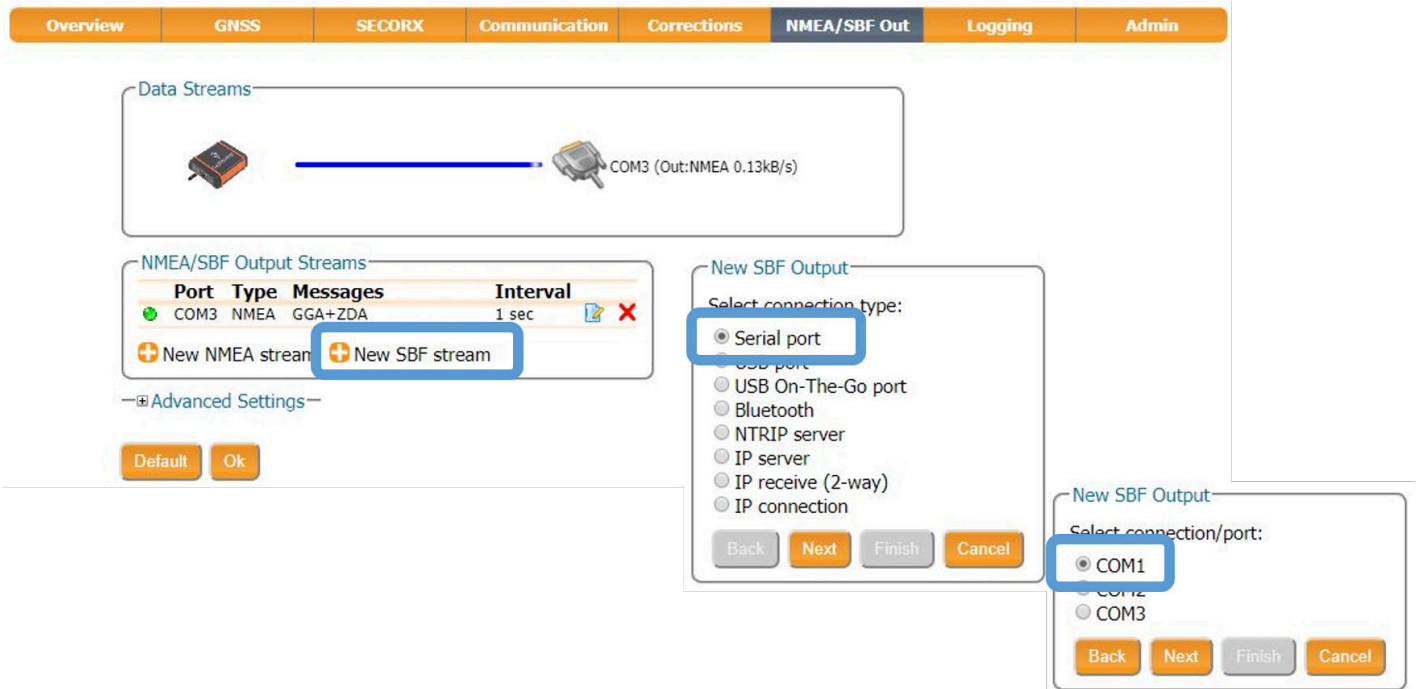 Overview GNSS SECORX Communication Corrections NMEA/SBF Out Logging Admin
Data Streams
COM3 (Out:NMEA 0.13kB/s)
NMEA/SBF Output Streams
Port Type Messages Interval
COM3 NMEA GGA+ZDA 1 sec
New NMEA stream New SBF stream
Advanced Settings
Default Ok
New SBF Output
Select connection type:
Serial port
USB port
USB On-The-Go port
Bluetooth
NTRIP server
IP server
IP receive (2-way)
IP connection
Back Next Finish Cancel
New SBF Output
Select connection/port:
COM1
COM2
COM3
Back Next Finish Cancel